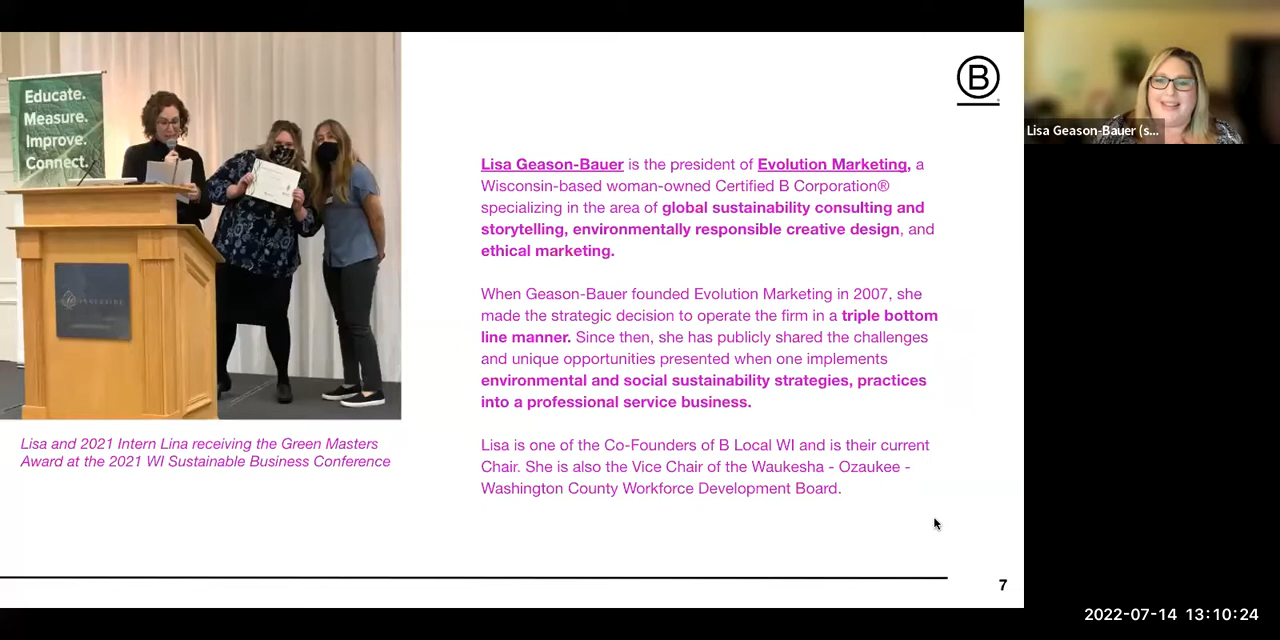 Educate.
Measure.
Improve.
Connect.
B
Lisa Geason-Bauer (s...
Lisa Geason-Bauer is the president of Evolution Marketing, a
Wisconsin-based woman-owned Certified B Corporation®
specializing in the area of global sustainability consulting and
storytelling, environmentally responsible creative design, and
ethical marketing.
When Geason-Bauer founded Evolution Marketing in 2007, she
made the strategic decision to operate the firm in a triple bottom
line manner. Since then, she has publicly shared the challenges
and unique opportunities presented when one implements
environmental and social sustainability strategies, practices
into a professional service business.
Lisa is one of the Co-Founders of B Local WI and is their current
Chair. She is also the Vice Chair of the Waukesha - Ozaukee -
Washington County Workforce Development Board.
Lisa and 2021 Intern Lina receiving the Green Masters
Award at the 2021 WI Sustainable Business Conference
7
2022-07-14 13:10:24